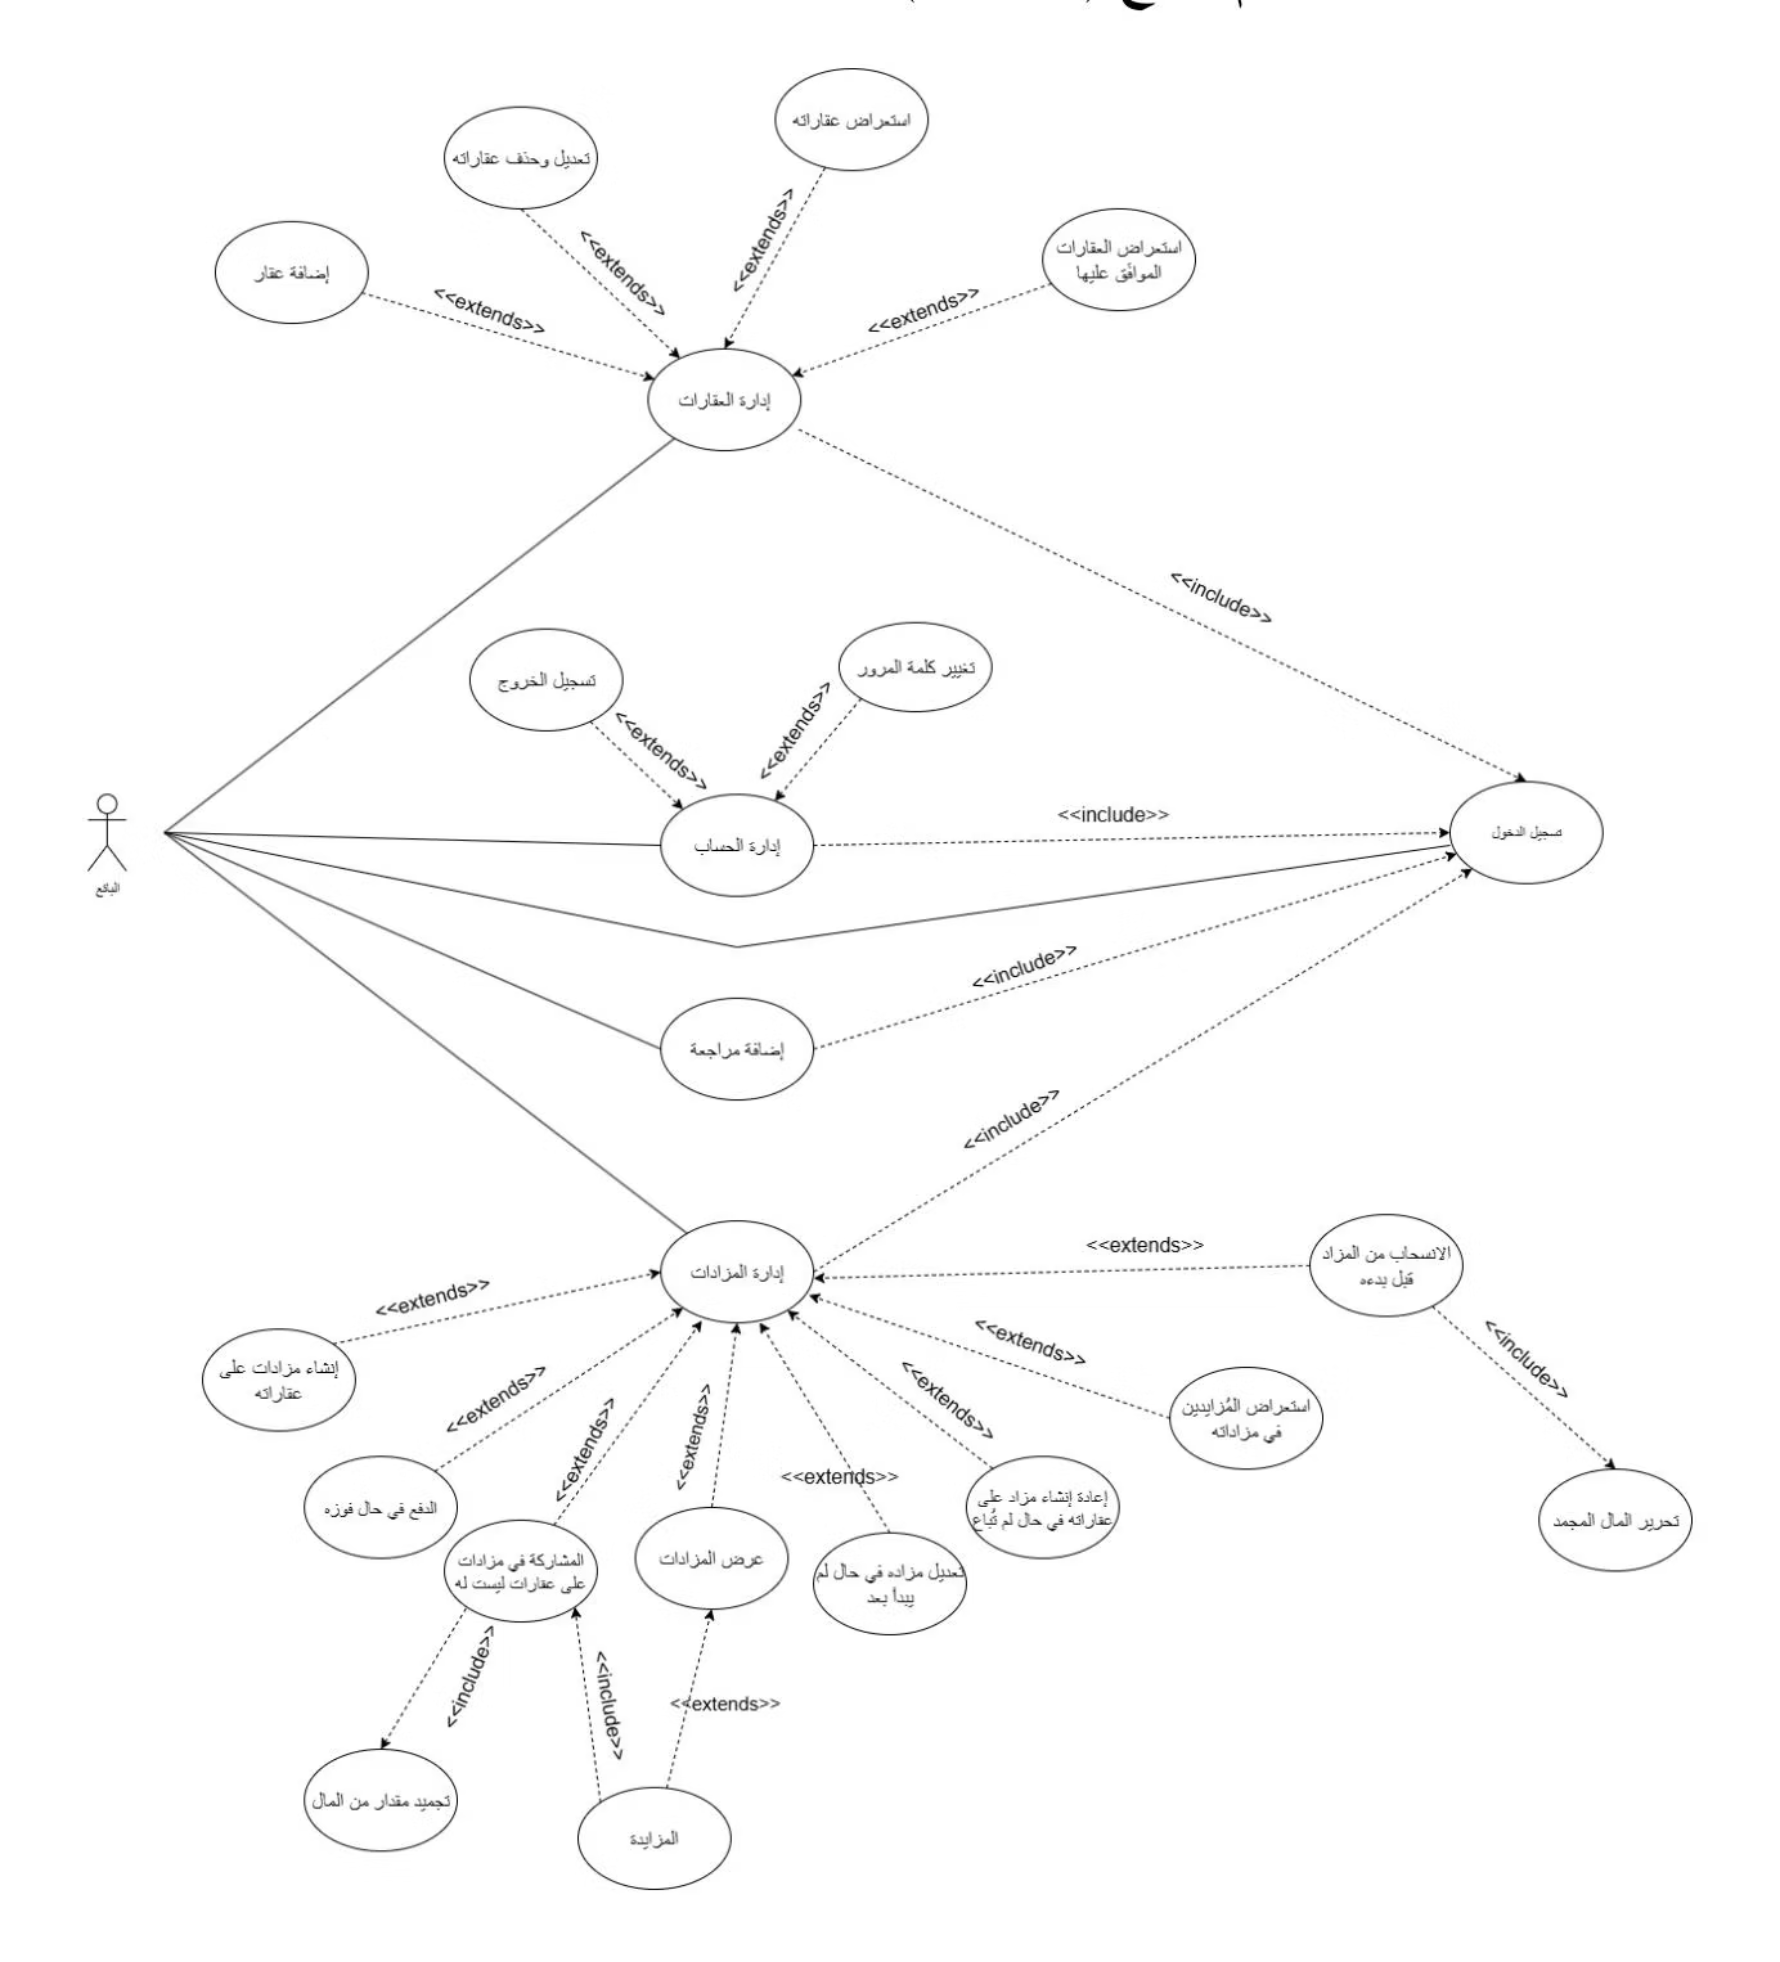 استعراض عقاراته
تعديل وحذف عقاراته
<<extends>>
استعراض العقارات
الموافَق عليها
<<extends>>
إضافة عقار
<<extends>>
<<extends>>
إدارة العقارات
<<include>>
تغيير كلمة المرور
تسجيل الخروج
<<extends>>
<<extends>>
<<include>>
تسجيل الدخول
إدارة الحساب
البائع
<<include>>
إضافة مراجعة
<<include>>
<<extends>>
الانسحاب من المزاد
قبل بدءه
إدارة المزادات
<<extends>>
<<extends>>
<<include>>
إنشاء مزادات على
عقاراته
<<extends>>
<<extends>>
<<extends>>
<<extends>>
استعراض المُزايدين
في مزاداته
<<extends>>
الدفع في حال فوزه
إعادة إنشاء مزاد على
عقاراته في حال لم تُباع
تحرير المال المجمد
المشاركة في مزادات
على عقارات ليست له
عرض المزادات
تعديل مزاده في حال لم
يبدأ بعد
<<include>>
<<include>>
<<extends>>
تجميد مقدار من المال
المزايدة